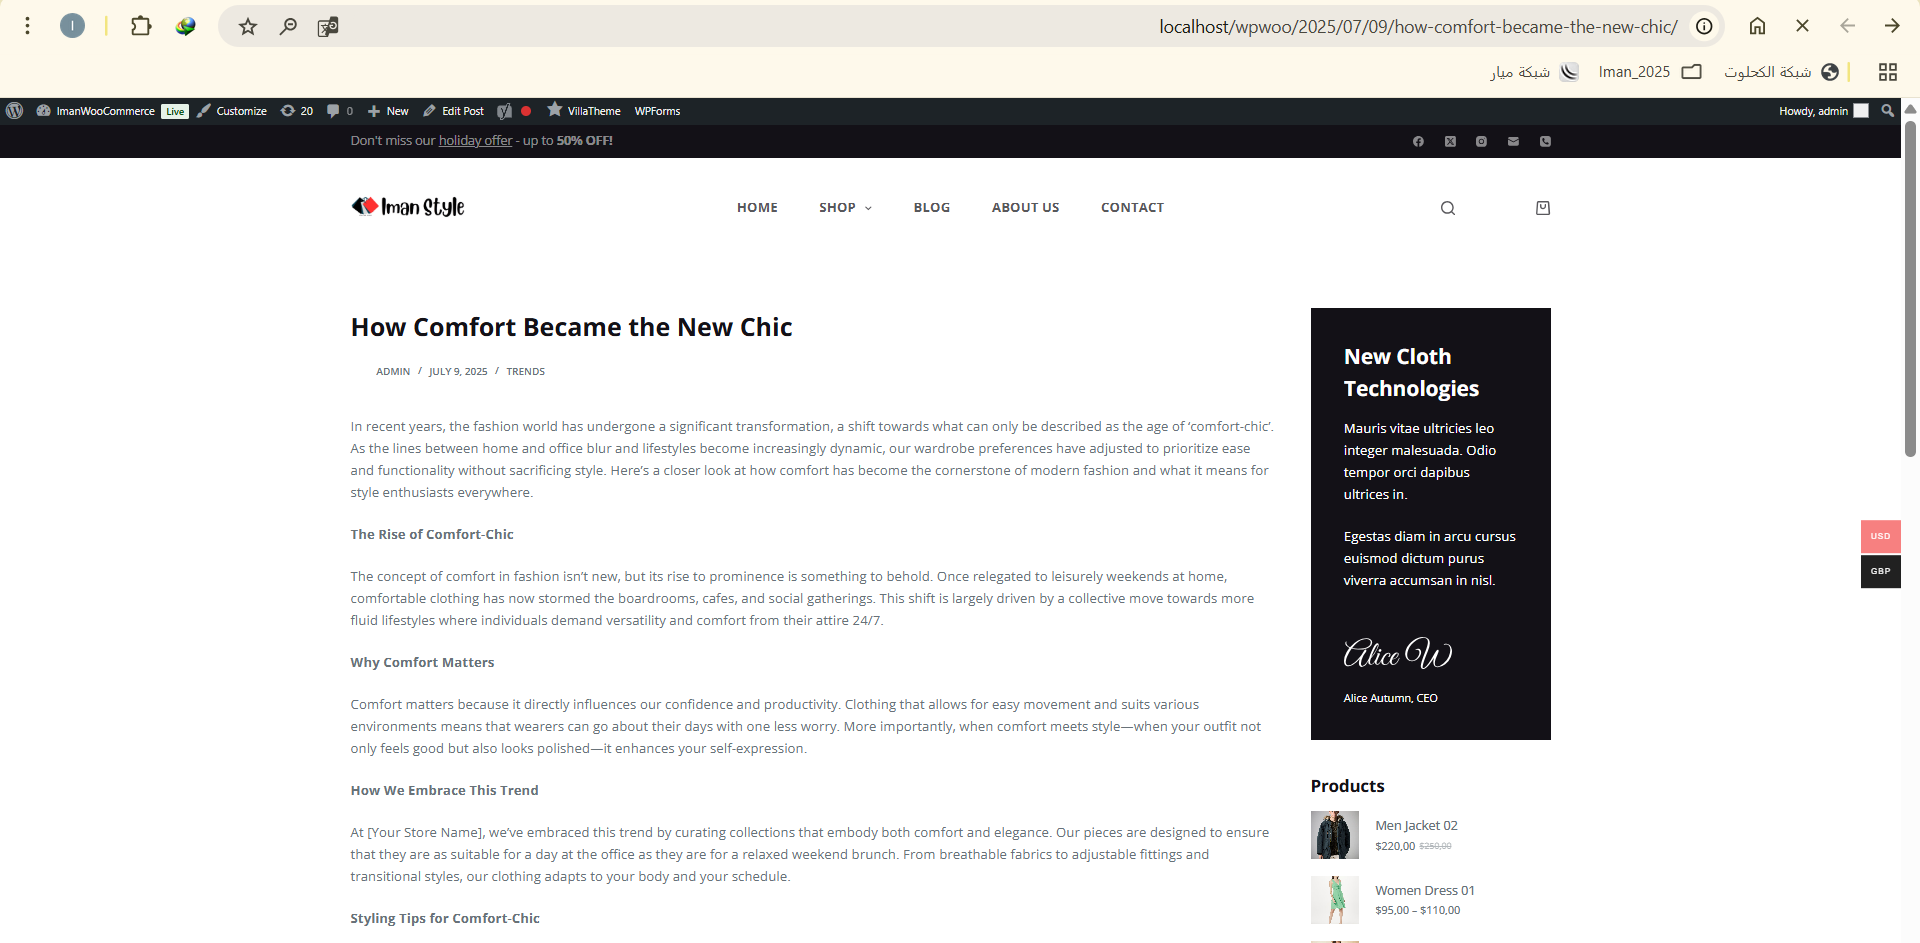 localhost/wpwoo/2025/07/09/how-comfort-became-the-new-chic/
I
شبكة الكحلوت
Iman_2025
شبكة ميار
ImanWooCommerce Live Customize 20 0 New Edit Post VillaTheme WPForms
Howdy, admin
Don't miss our holiday offer - up to 50% OFF!
Iman Style
HOME SHOP BLOG ABOUT US CONTACT
How Comfort Became the New Chic
ADMIN / JULY 9, 2025 / TRENDS
In recent years, the fashion world has undergone a significant transformation, a shift towards what can only be described as the age of ‘comfort-chic’.
As the lines between home and office blur and lifestyles become increasingly dynamic, our wardrobe preferences have adjusted to prioritize ease
and functionality without sacrificing style. Here’s a closer look at how comfort has become the cornerstone of modern fashion and what it means for
style enthusiasts everywhere.
The Rise of Comfort-Chic
The concept of comfort in fashion isn’t new, but its rise to prominence is something to behold. Once relegated to leisurely weekends at home,
comfortable clothing has now stormed the boardrooms, cafes, and social gatherings. This shift is largely driven by a collective move towards more
fluid lifestyles where individuals demand versatility and comfort from their attire 24/7.
Why Comfort Matters
Comfort matters because it directly influences our confidence and productivity. Clothing that allows for easy movement and suits various
environments means that wearers can go about their days with one less worry. More importantly, when comfort meets style—when your outfit not
only feels good but also looks polished—it enhances your self-expression.
How We Embrace This Trend
At [Your Store Name], we’ve embraced this trend by curating collections that embody both comfort and elegance. Our pieces are designed to ensure
that they are as suitable for a day at the office as they are for a relaxed weekend brunch. From breathable fabrics to adjustable fittings and
transitional styles, our clothing adapts to your body and your schedule.
Styling Tips for Comfort-Chic
New Cloth
Technologies
Mauris vitae ultricies leo
integer malesuada. Odio
tempor orci dapibus
ultrices in.
Egestas diam in arcu cursus
euismod dictum purus
viverra accumsan in nisl.
Alice W
Alice Autumn, CEO
Products
Men Jacket 02
$220,00 $250,00
Women Dress 01
$95,00 – $110,00
USD
GBP